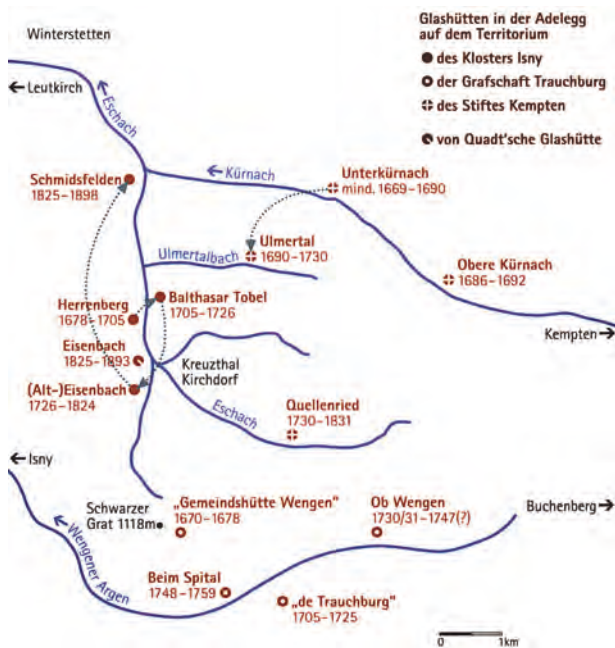 Glashütten in der Adelegg
auf dem Territorium
des Klosters Isny
der Grafschaft Trauchburg
des Stiftes Kempten
von Quadt'sche Glashütte
Winterstetten
←Leutkirch
Eschach
Kürnach
Schmidsfelden
1825–1898
Unterkürnach
mind. 1669–1690
Ulmertal
1690–1730
Ulmertalbach
Obere Kürnach
1686–1692
Herrenberg
1678–1705
Balthasar Tobel
1705–1726
Kempten
→
Eisenbach
1825–1893
Kreuzthal
Kirchdorf
(Alt-)Eisenbach
1726–1824
Eschach
Quellenried
1730–1831
←Isny
Schwarzer
Grat 1118m
„Gemeindshütte Wengen"
1670–1678
Ob Wengen
1730/31–1747(?)
Buchenberg
→
Wengener
Argen
Beim Spital
1748–1759
„de Trauchburg"
1705–1725
0 1km